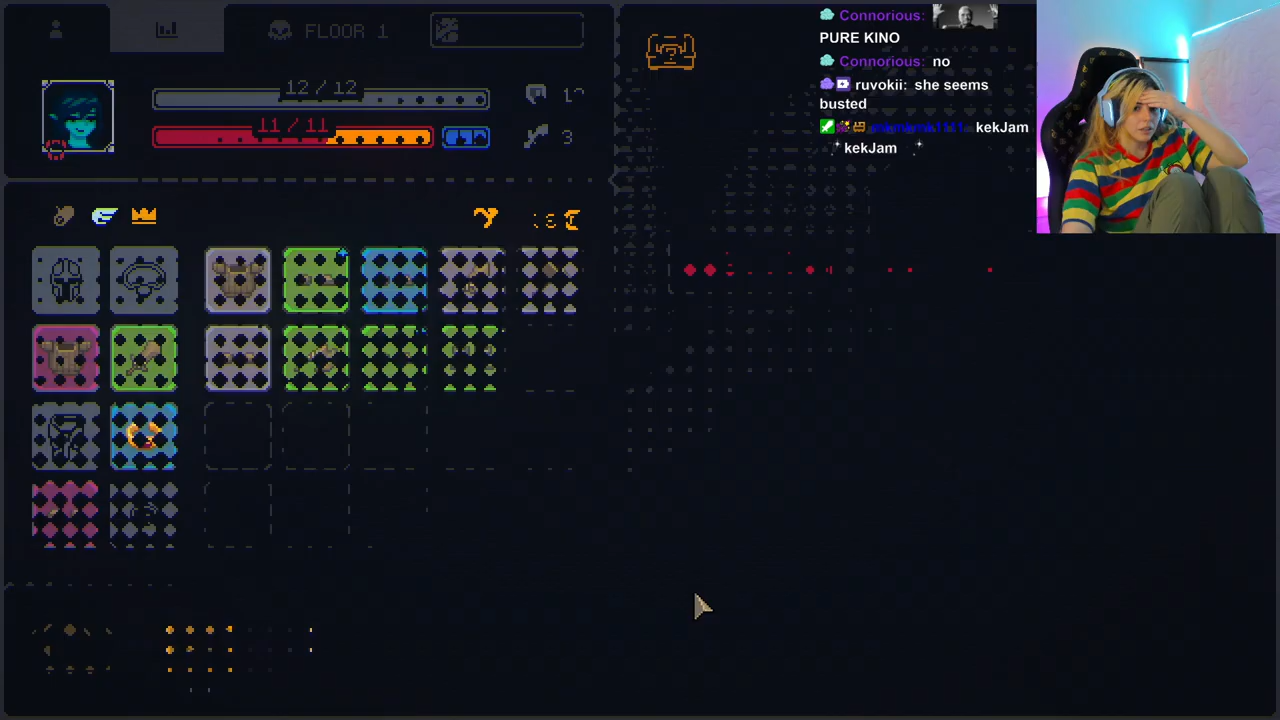 FLOOR 1
12/12
11/11
3
Connorious:
PURE KINO
Connorious: no
ruvokii: she seems
busted
kekJam
kekJam